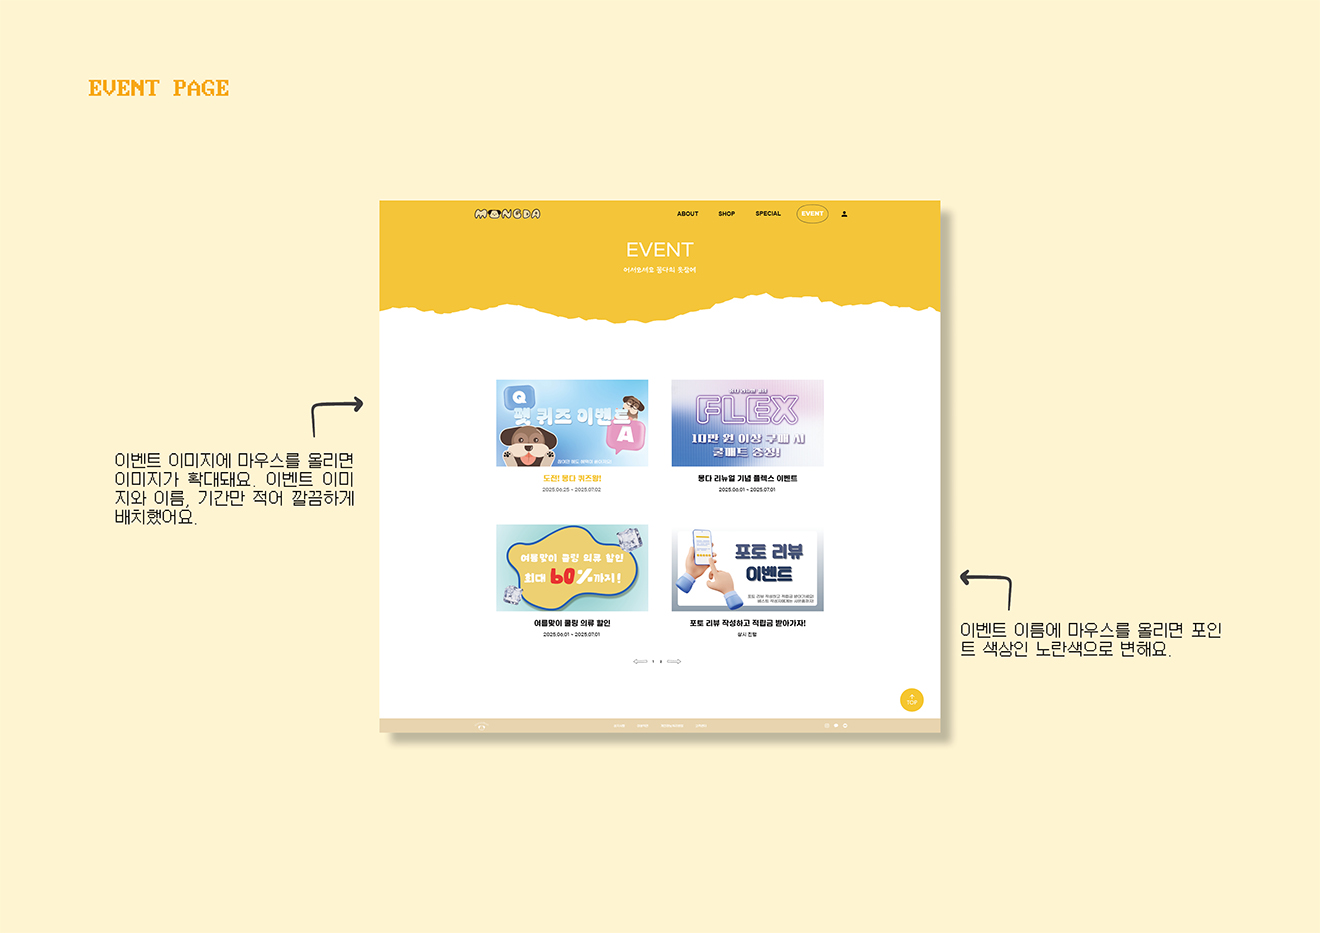 EVENT PAGE
MONGDA
ABOUT
SHOP
SPECIAL
EVENT
EVENT
어서오세요 몽다의 옷장에
Q
펫 퀴즈 이벤트
A
도전! 몽다 퀴즈왕!
2025.06.25 ~ 2025.07.02
FLEX
10만 원 이상 구매 시
쿨매트 증정!
몽다 리뉴얼 기념 플렉스 이벤트
2025.06.01 ~ 2025.07.01
이벤트 이미지에 마우스를 올리면
이미지가 확대돼요. 이벤트 이미
지와 이름, 기간만 적어 깔끔하게
배치했어요.
여름맞이 쿨링 의류 할인
최대 60%까지!
여름맞이 쿨링 의류 할인
2025.06.01 ~ 2025.07.01
포토 리뷰
이벤트
포토 리뷰 작성하고 적립금 받아가자!
상시 진행
이벤트 이름에 마우스를 올리면 포인
트 색상인 노란색으로 변해요.
TOP